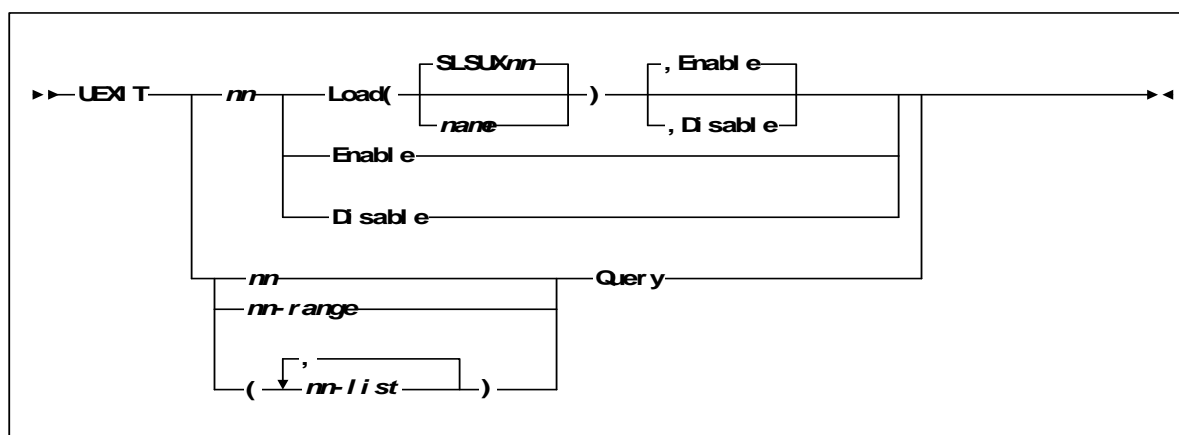 SLSUXnn , Enable
UEXIT nn Load( name ) , Disable
Enable
Disable
nn Query
nn-range
,
( nn-list )